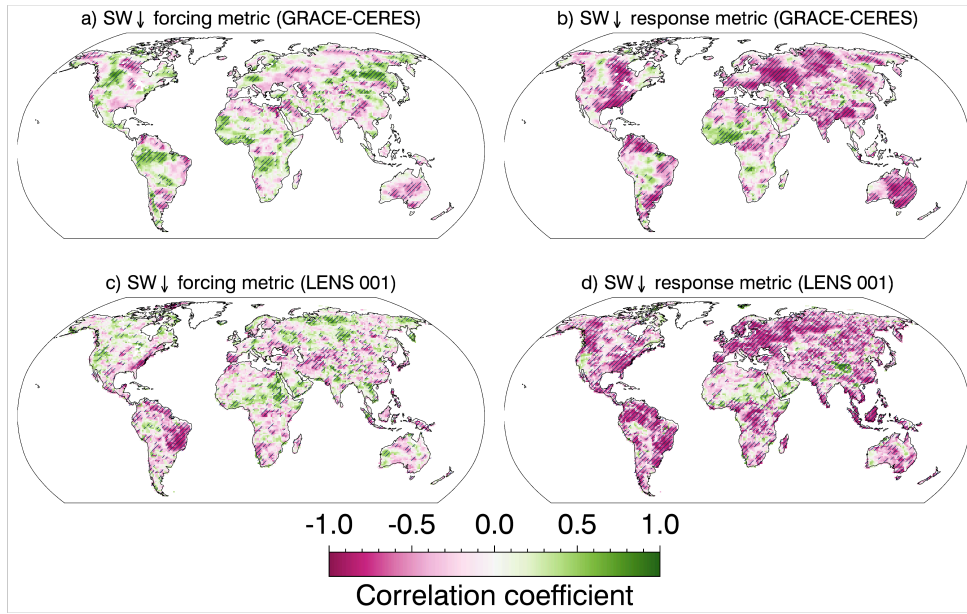 a) SW↓ forcing metric (GRACE-CERES)
b) SW↓ response metric (GRACE-CERES)
c) SW↓ forcing metric (LENS 001)
d) SW↓ response metric (LENS 001)
-1.0 -0.5 0.0 0.5 1.0
Correlation coefficient